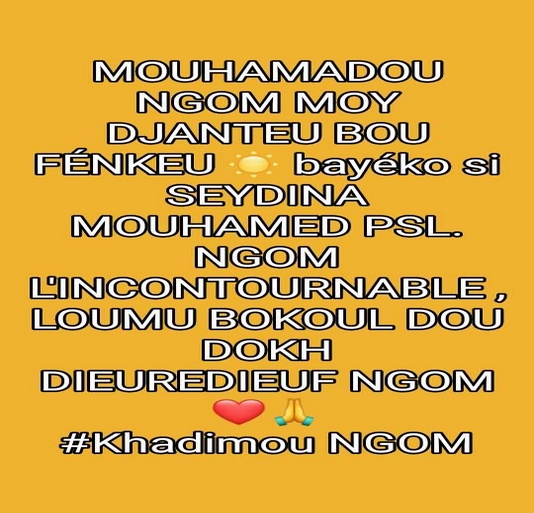 MOUHAMADOU
NGOM MOY
DJANTEU BOU
FÉNKEU ☀️ bayéko si
SEYDINA
MOUHAMED PSL.
NGOM
L'INCONTOURNABLE ,
LOUMU BOKOUL DOU
DOKH
DIEUREDIEUF NGOM
❤️ 🙏
#Khadimou NGOM